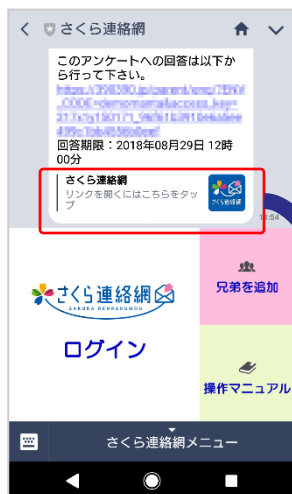 さくら連絡網
このアンケートへの回答は以下か
ら行って下さい。
回答期限：2018年08月29日 12時
00分
さくら連絡網
リンクを開くにはこちらをタッ
プ
さくら連絡網
:54
さくら連絡網
SAKURA RENRAKUMOU
ログイン
兄弟を追加
操作マニュアル
さくら連絡網メニュー